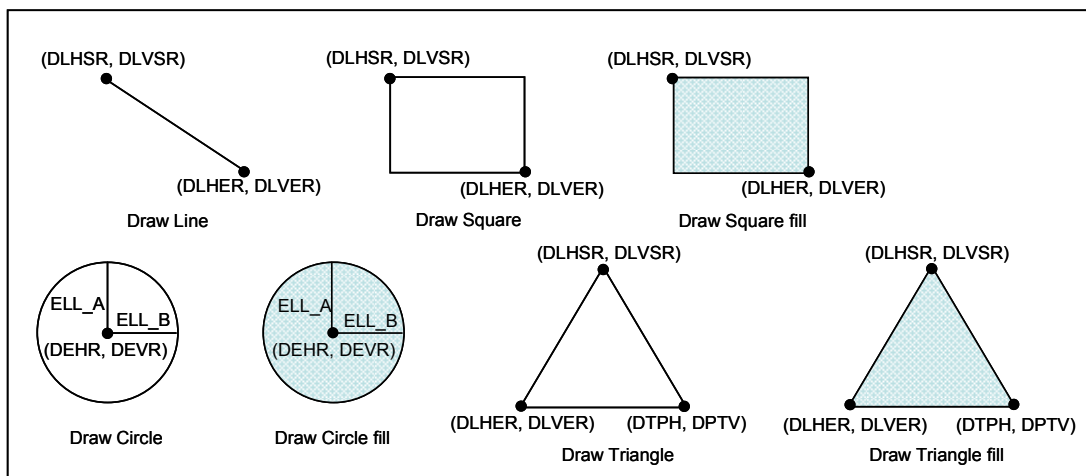 (DLHSR, DLVSR)
(DLHER, DLVER)
Draw Line
(DLHSR, DLVSR)
(DLHER, DLVER)
Draw Square
(DLHSR, DLVSR)
(DLHER, DLVER)
Draw Square fill
ELL_A
ELL_B
(DEHR, DEVR)
Draw Circle
ELL_A
ELL_B
(DEHR, DEVR)
Draw Circle fill
(DLHSR, DLVSR)
(DLHER, DLVER)
(DTPH, DPTV)
Draw Triangle
(DLHSR, DLVSR)
(DLHER, DLVER)
(DTPH, DPTV)
Draw Triangle fill